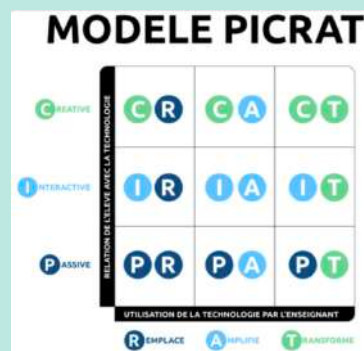 MODELE PICRAT
RELATION DE L'ELEVE AVEC LA TECHNOLOGIE
CREATIVE
CR
CA
CT
INTERACTIVE
IR
IA
IT
PASSIVE
PR
PA
PT
UTILISATION DE LA TECHNOLOGIE PAR L'ENSEIGNANT
REMPLACE
AMPLIFIE
TRANSFORME